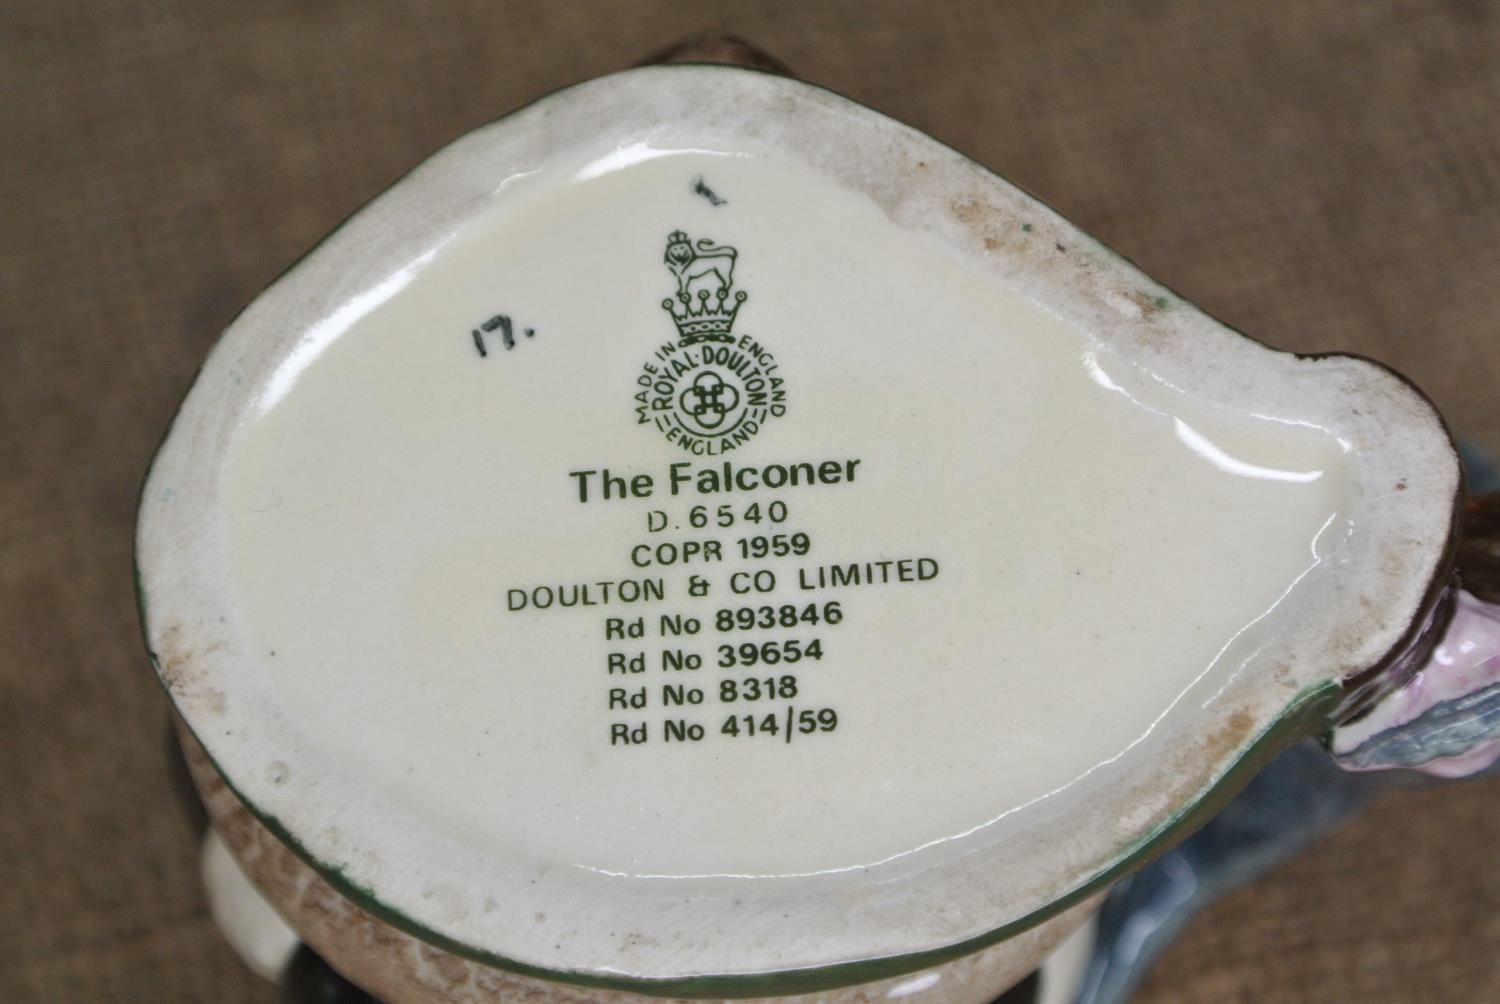 17.
MADE IN ENGLAND
ROYAL·DOULTON
ENGLAND
The Falconer
D. 6540
COPR 1959
DOULTON & CO LIMITED
Rd No 893846
Rd No 39654
Rd No 8318
Rd No 414/59